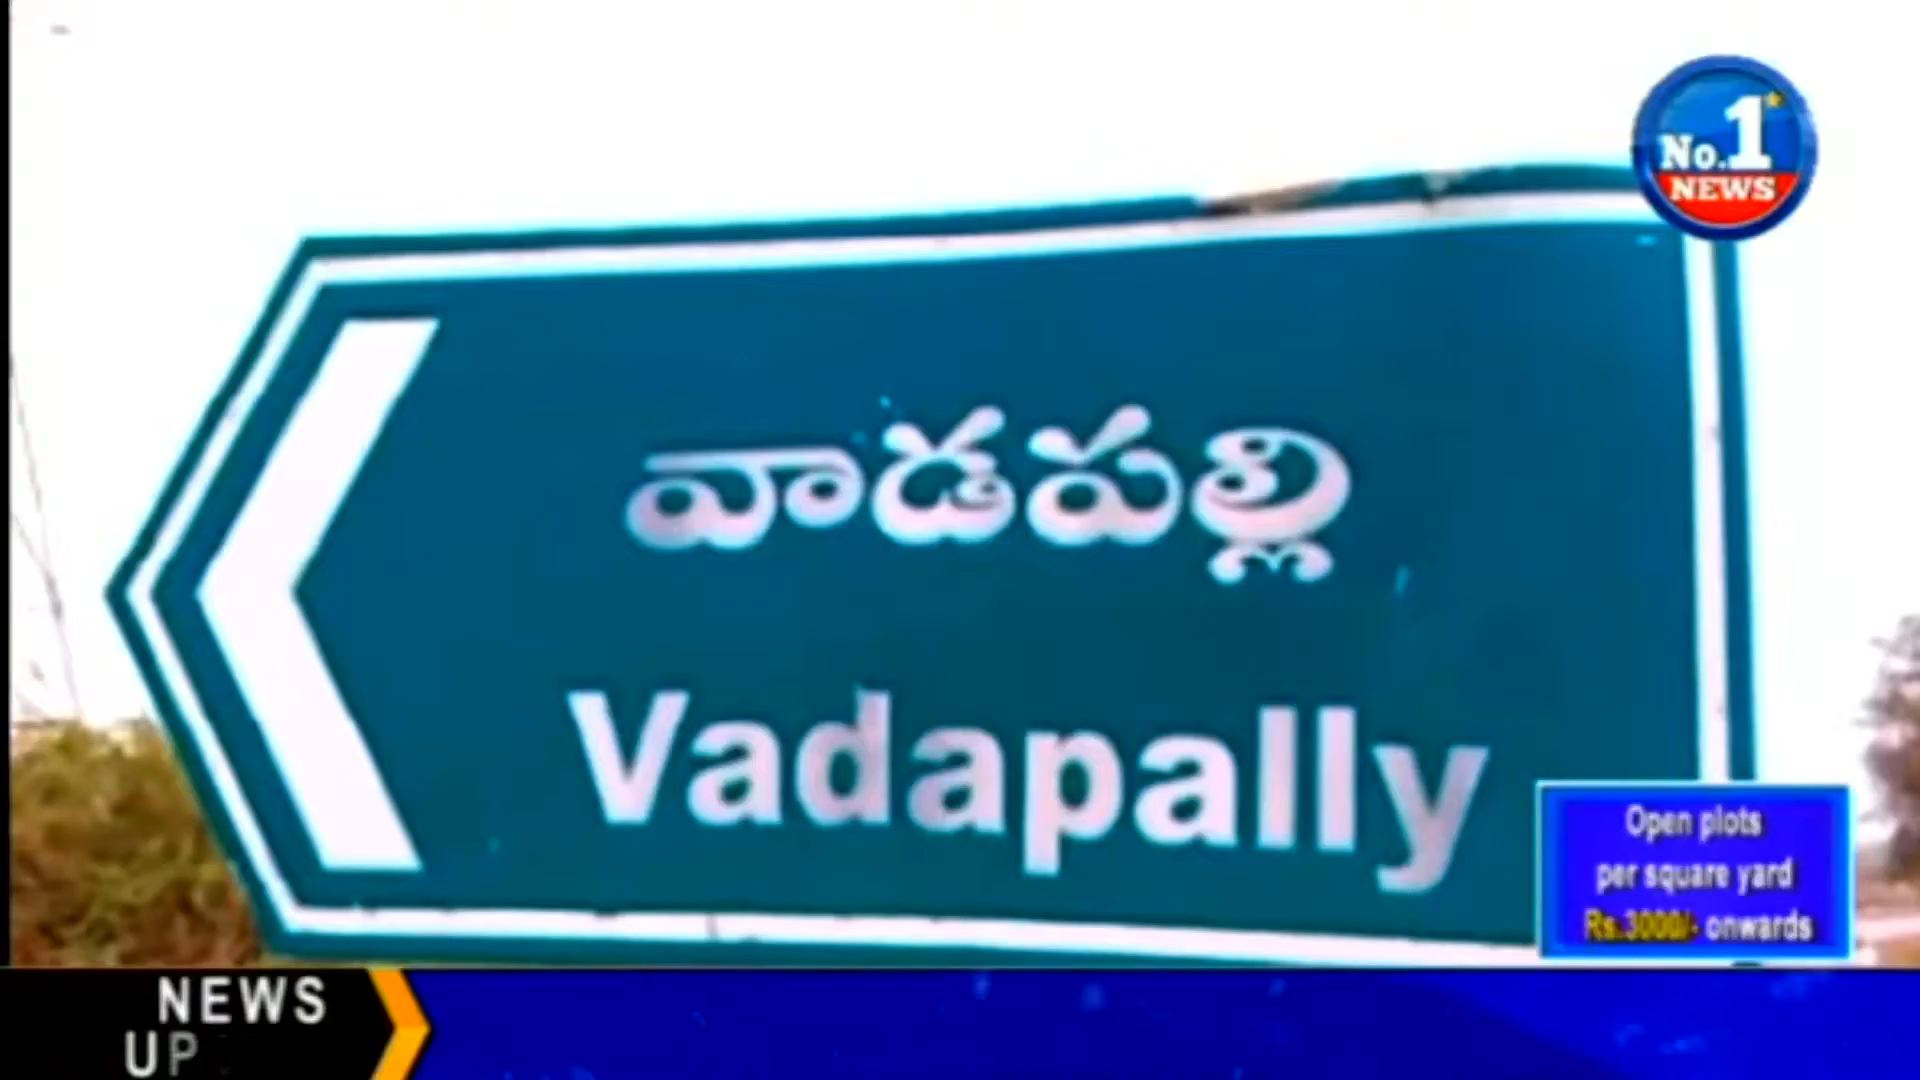 No.1
NEWS
వాడపల్లి
Vadapally
Open plots
per square yard
Rs.3000/- onwards
NEWS
UP